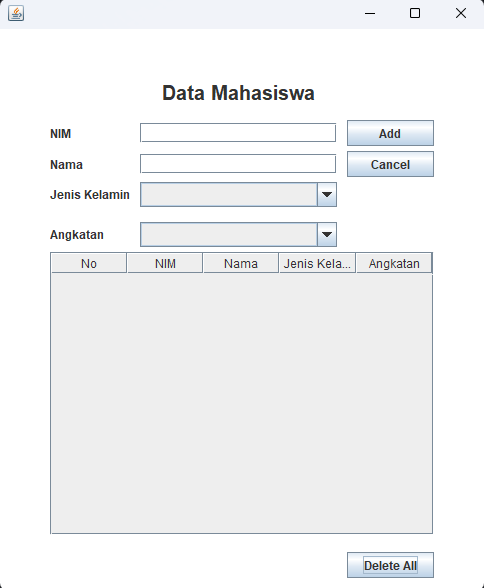 Data Mahasiswa
NIM Add
Nama Cancel
Jenis Kelamin
Angkatan
No NIM Nama Jenis Kela... Angkatan
Delete All